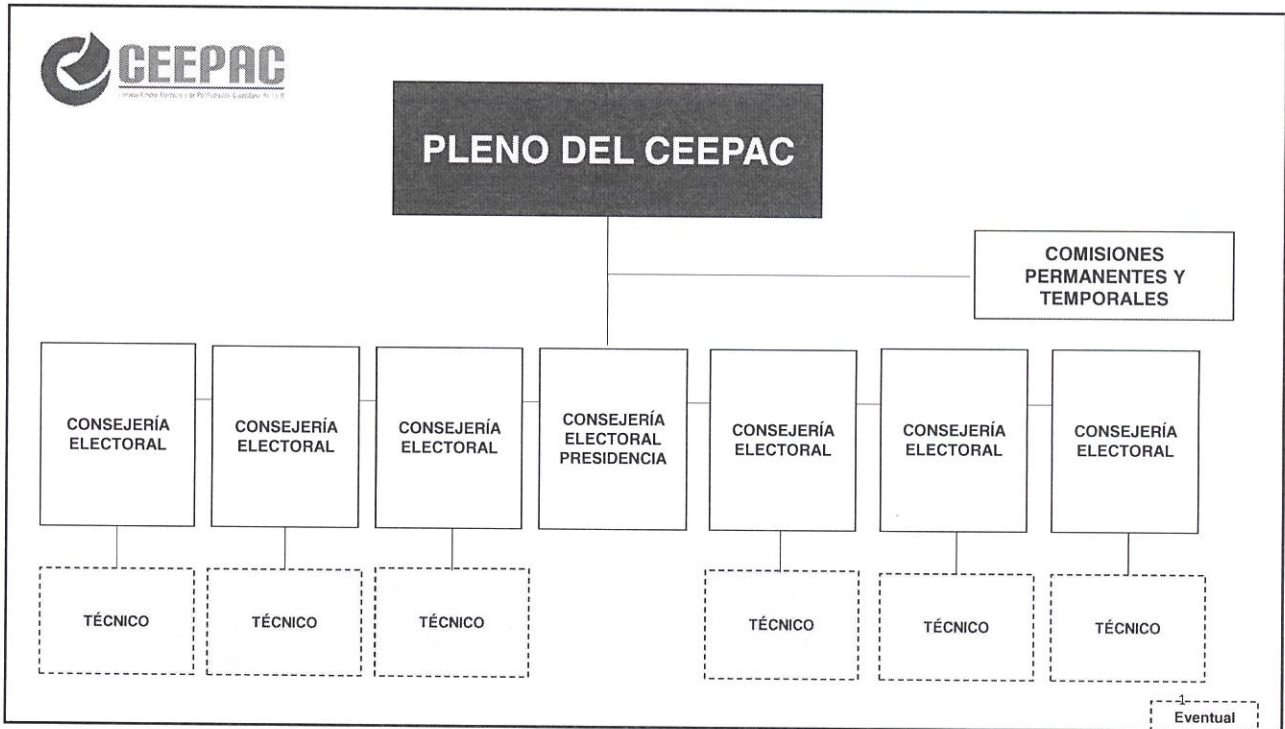 CEEPAC
PLENO DEL CEEPAC
COMISIONES
PERMANENTES Y
TEMPORALES
CONSEJERÍA
ELECTORAL
CONSEJERÍA
ELECTORAL
CONSEJERÍA
ELECTORAL
CONSEJERÍA
ELECTORAL
PRESIDENCIA
CONSEJERÍA
ELECTORAL
CONSEJERÍA
ELECTORAL
CONSEJERÍA
ELECTORAL
TÉCNICO
TÉCNICO
TÉCNICO
TÉCNICO
TÉCNICO
TÉCNICO
1
Eventual